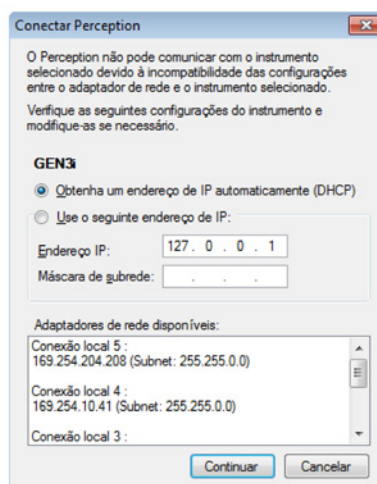 Conectar Perception
O Perception não pode comunicar com o instrumento
selecionado devido à incompatibilidade das configurações
entre o adaptador de rede e o instrumento selecionado.
Verifique as seguintes configurações do instrumento e
modifique-as se necessário.
GEN3i
Obtenha um endereço de IP automaticamente (DHCP)
Use o seguinte endereço de IP:
Endereço IP: 127 . 0 . 0 . 1
Máscara de subrede: . . .
Adaptadores de rede disponíveis:
Conexão local 5 :
169.254.204.208 (Subnet: 255.255.0.0)
Conexão local 4 :
169.254.10.41 (Subnet: 255.255.0.0)
Conexão local 3 :
Continuar Cancelar